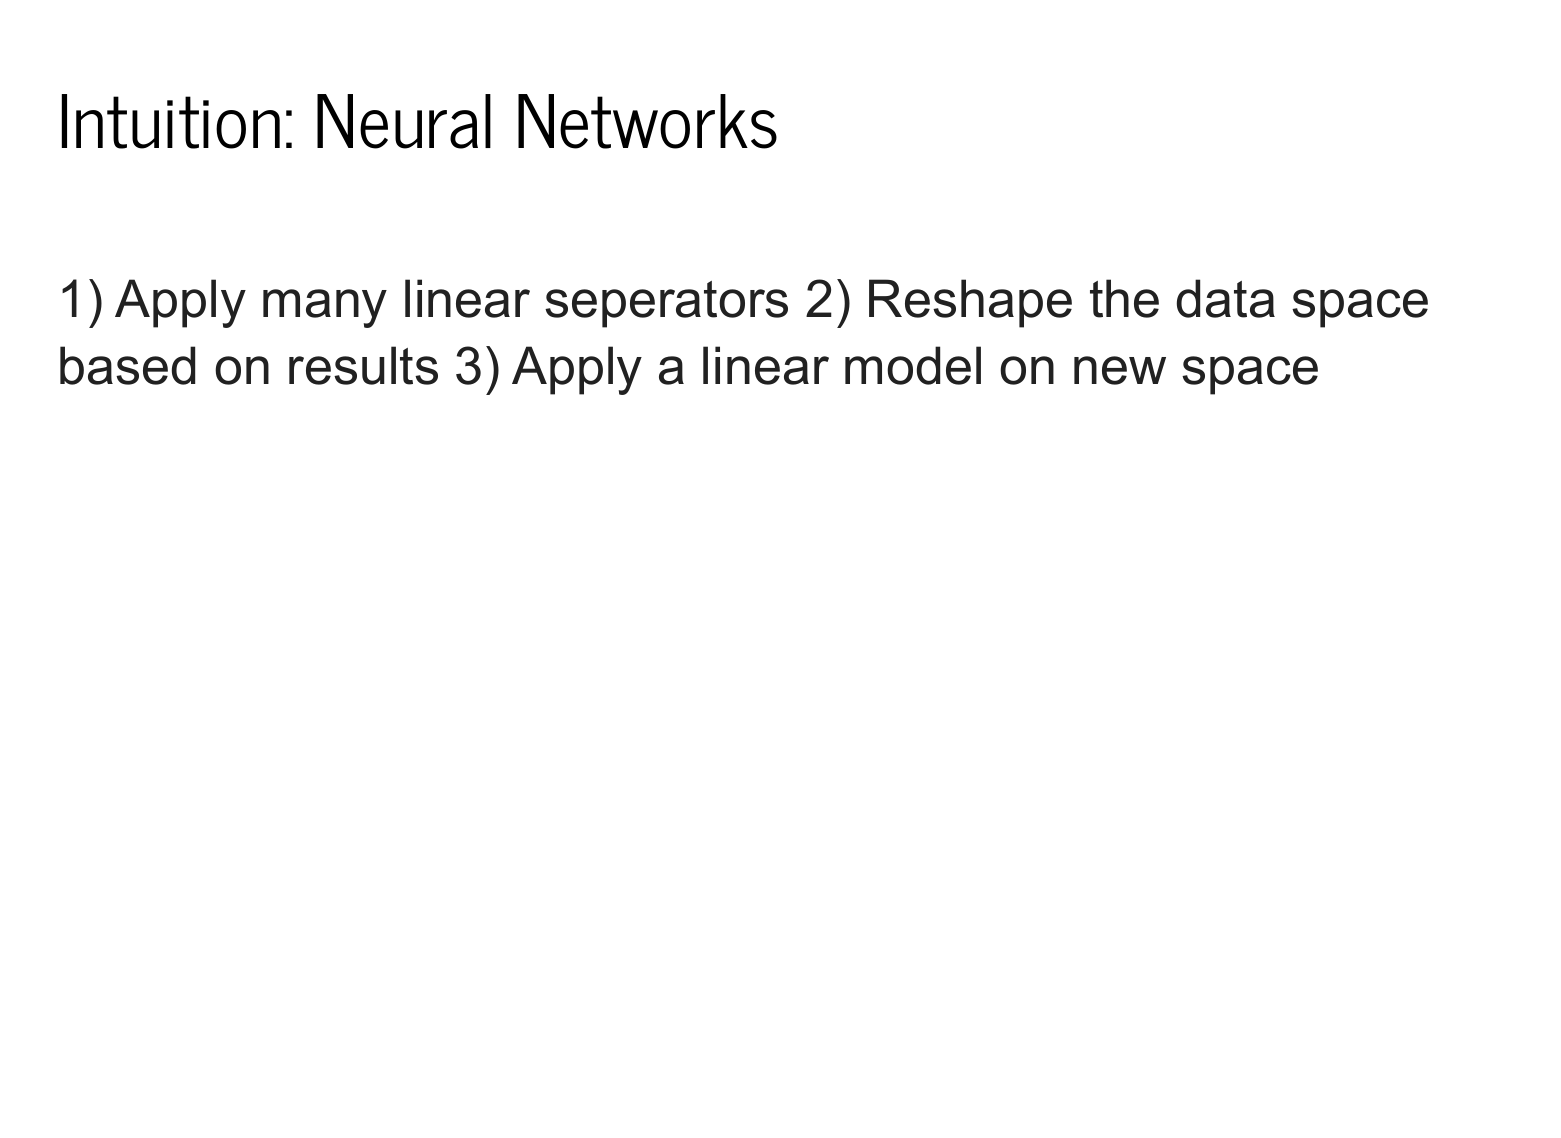 Intuition: Neural Networks
1) Apply many linear seperators 2) Reshape the data space
based on results 3) Apply a linear model on new space